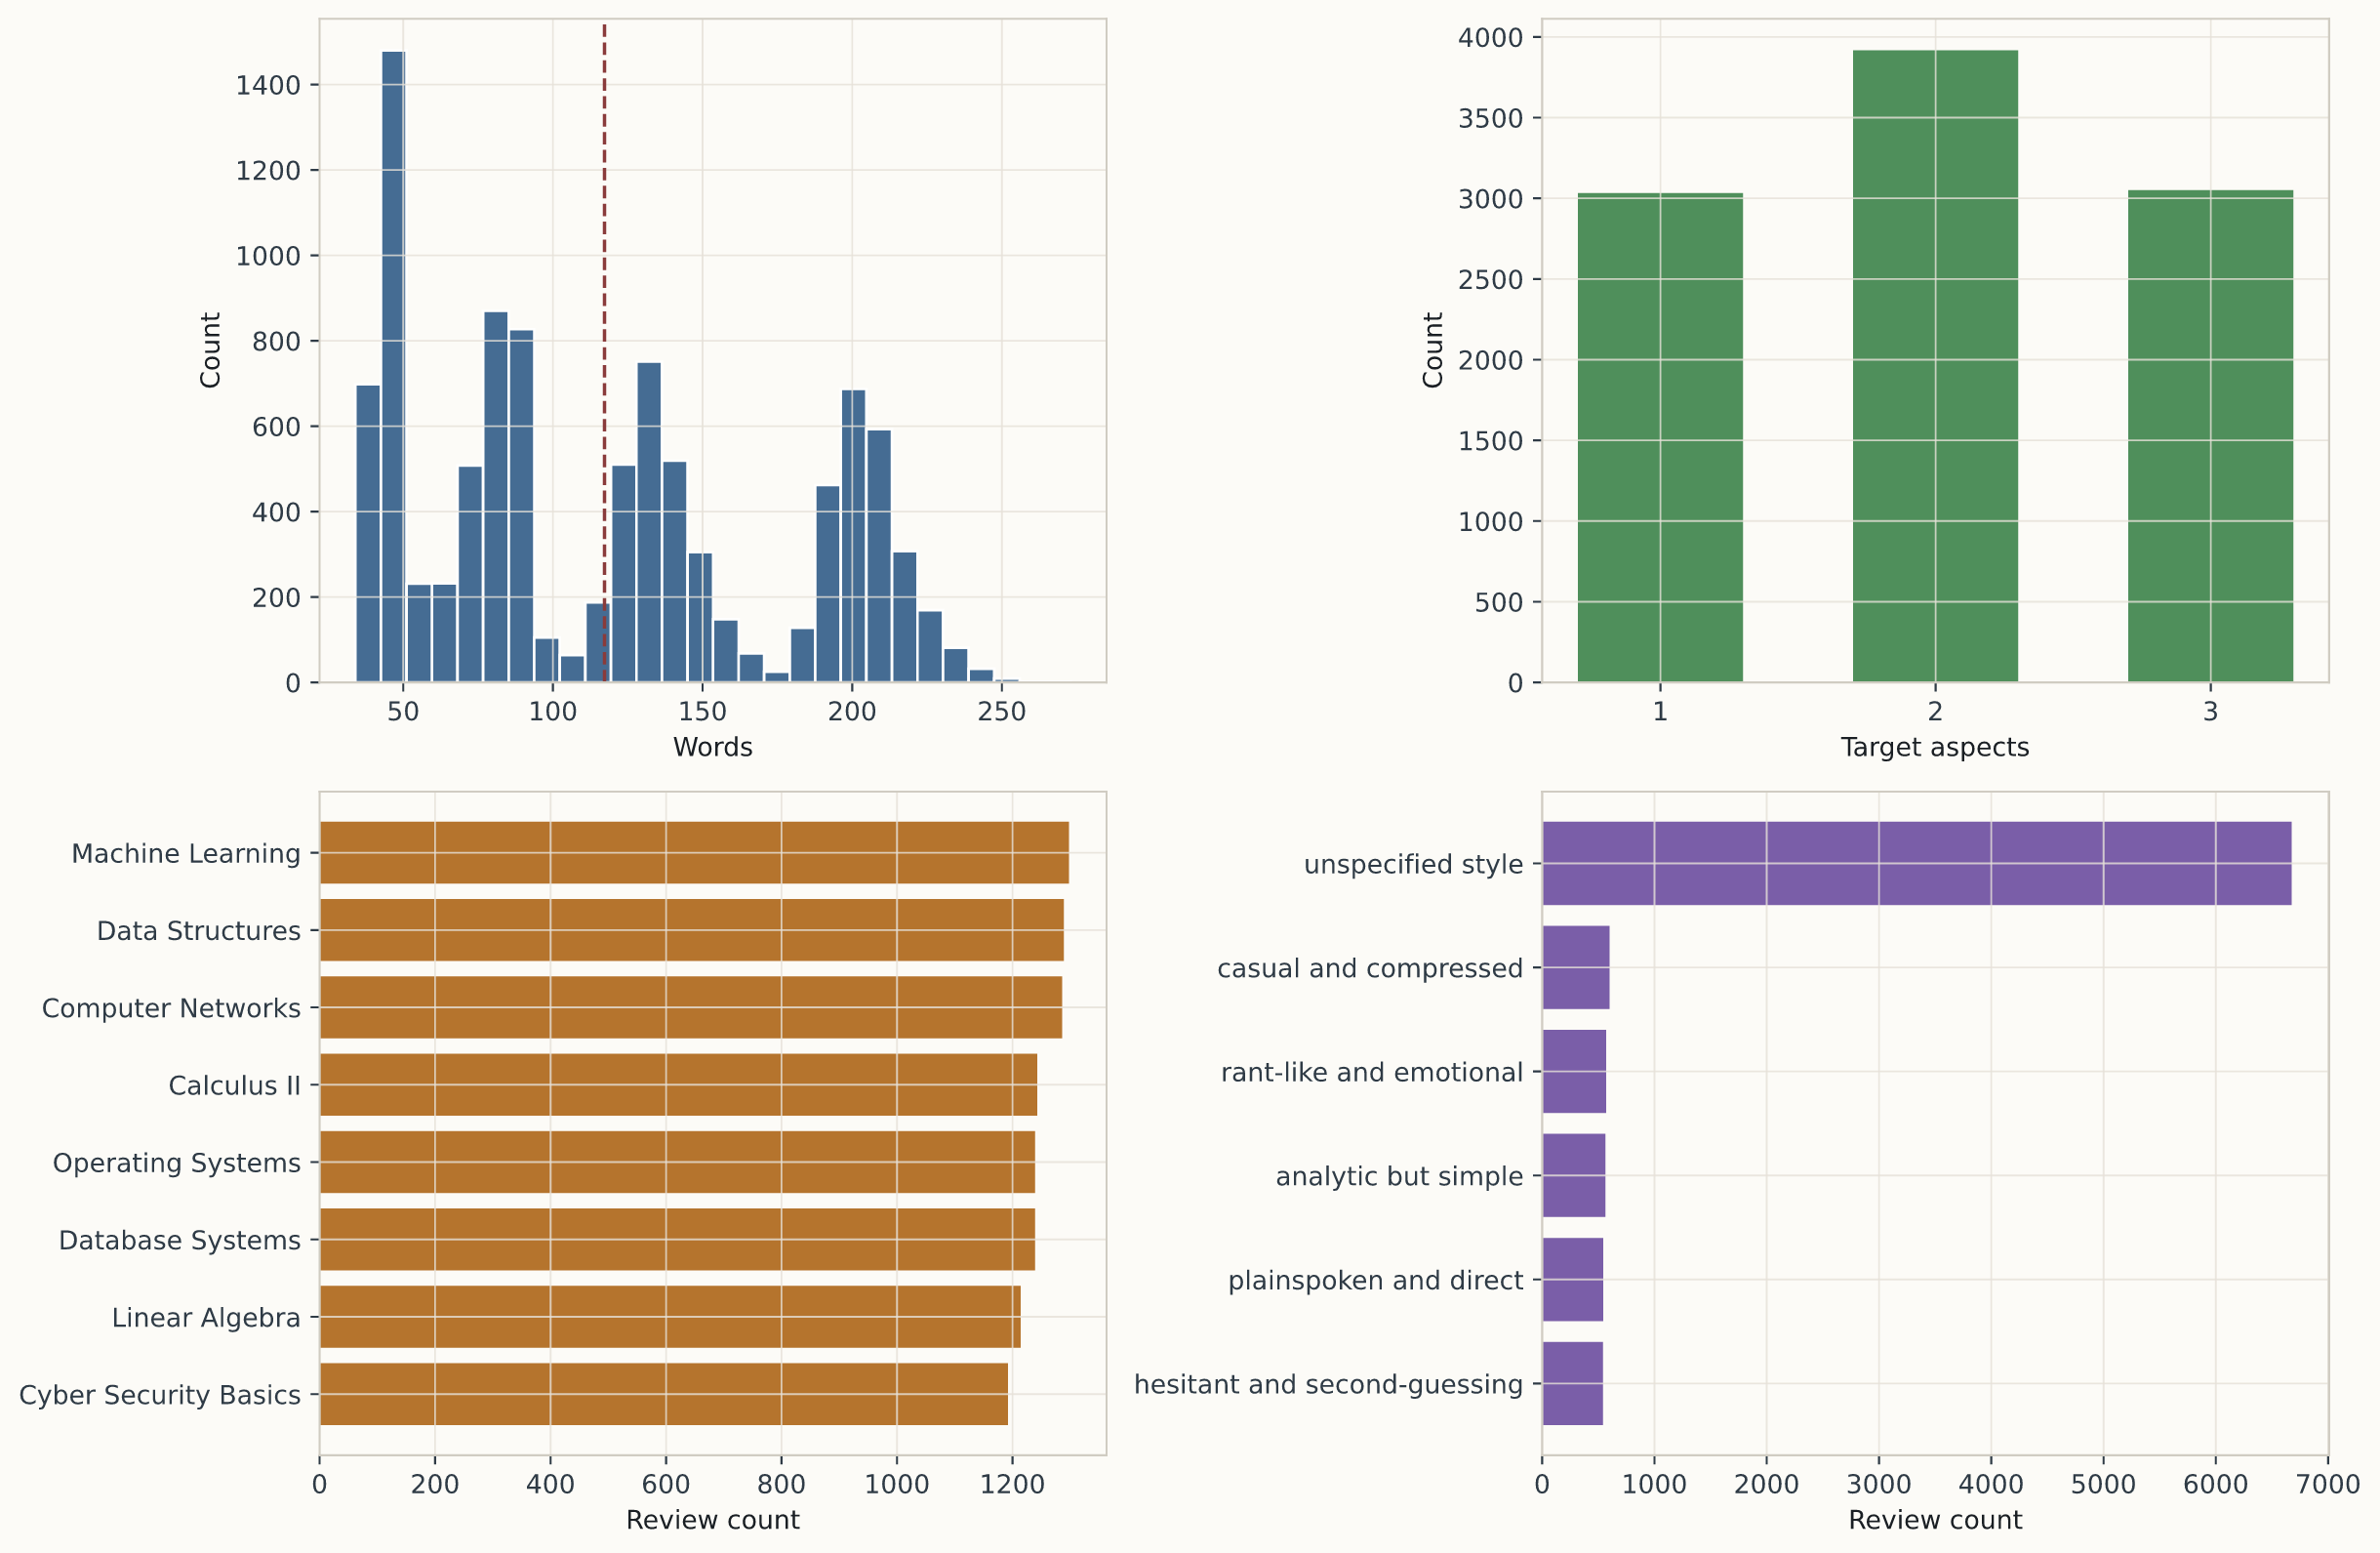 1400
1200
1000
800
600
400
200
0
Count
50 100 150 200 250
Words
4000
3500
3000
2500
2000
1500
1000
500
0
Count
1 2 3
Target aspects
Machine Learning
Data Structures
Computer Networks
Calculus II
Operating Systems
Database Systems
Linear Algebra
Cyber Security Basics
0 200 400 600 800 1000 1200
Review count
unspecified style
casual and compressed
rant-like and emotional
analytic but simple
plainspoken and direct
hesitant and second-guessing
0 1000 2000 3000 4000 5000 6000 7000
Review count